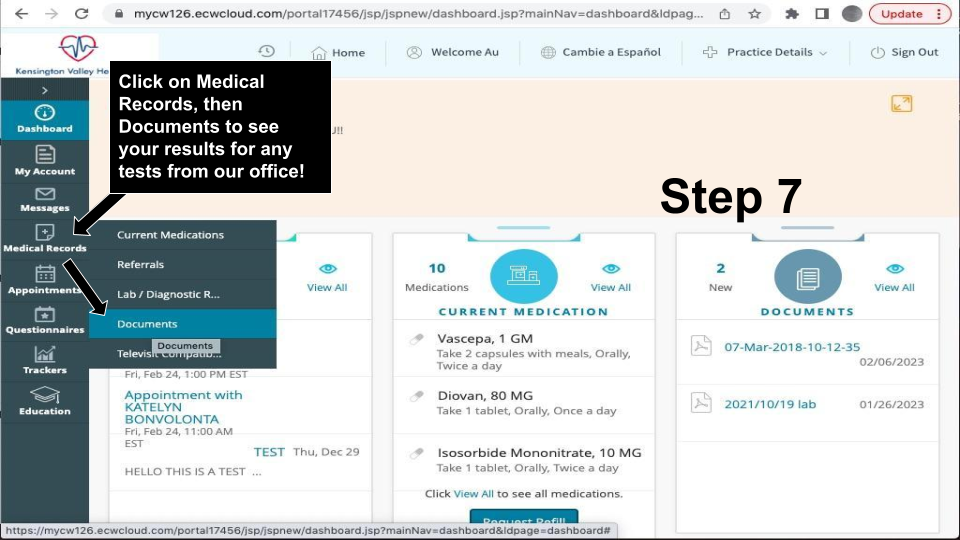 mycw126.ecwcloud.com/portal17456/jsp/jspnew/dashboard.jsp?mainNav=dashboard&ldpag...
Update
Kensington Valley He
Home
Welcome Au
Cambie a Español
Practice Details
Sign Out
Click on Medical
Records, then
Documents to see
your results for any
tests from our office!
!!
Step 7
Dashboard
My Account
Messages
Medical Records
Appointments
Questionnaires
Trackers
Education
Current Medications
Referrals
Lab / Diagnostic R...
Documents
Documents
Televisit Compatib...
View All
Fri, Feb 24, 1:00 PM EST
Appointment with
KATELYN
BONVOLONTA
Fri, Feb 24, 11:00 AM
EST
TEST Thu, Dec 29
HELLO THIS IS A TEST ...
10
Medications
View All
CURRENT MEDICATION
Vascepa, 1 GM
Take 2 capsules with meals, Orally,
Twice a day
Diovan, 80 MG
Take 1 tablet, Orally, Once a day
Isosorbide Mononitrate, 10 MG
Take 1 tablet, Orally, Twice a day
Click View All to see all medications.
Request Refill
2
New
View All
DOCUMENTS
07-Mar-2018-10-12-35
02/06/2023
2021/10/19 lab 01/26/2023
https://mycw126.ecwcloud.com/portal17456/jsp/jspnew/dashboard.jsp?mainNav=dashboard&ldpage=dashboard#